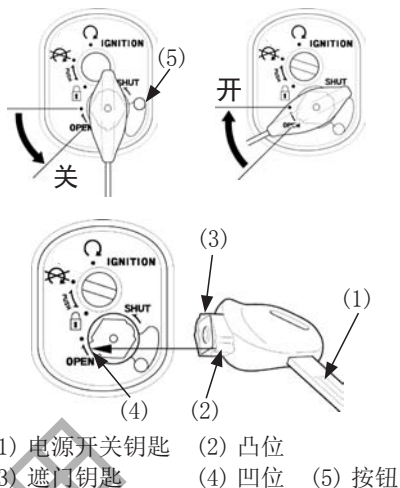 IGNITION
PUSH
SHUT
OPEN
(5)
关
IGNITION
PUSH
SHUT
OPEN
开
(3)
IGNITION
(1)
PUSH
SHUT
OPEN
(4) (2)
1) 电源开关钥匙 (2) 凸位
3) 遮门钥匙 (4) 凹位 (5) 按钮